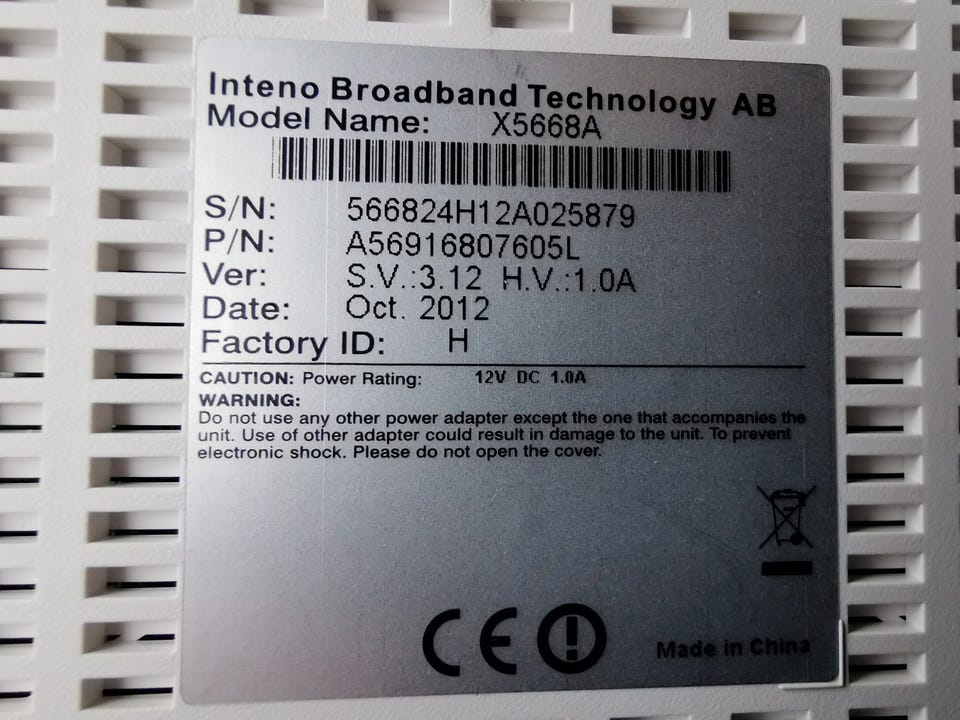 Inteno Broadband Technology AB
Model Name: X5668A
S/N: 566824H12A025879
P/N: A56916807605L
Ver: S.V.:3.12 H.V.:1.0A
Date: Oct. 2012
Factory ID: H
CAUTION: Power Rating: 12V DC 1.0A
WARNING:
Do not use any other power adapter except the one that accompanies the
unit. Use of other adapter could result in damage to the unit. To prevent
electronic shock. Please do not open the cover.
CE
Made in China